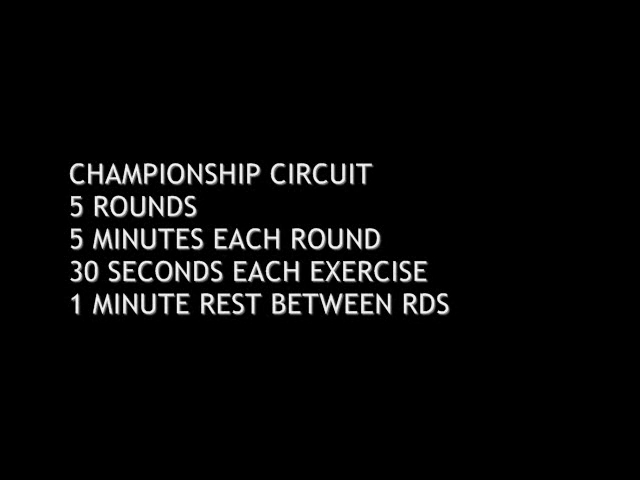 CHAMPIONSHIP CIRCUIT
5 ROUNDS
5 MINUTES EACH ROUND
30 SECONDS EACH EXERCISE
1 MINUTE REST BETWEEN RDS